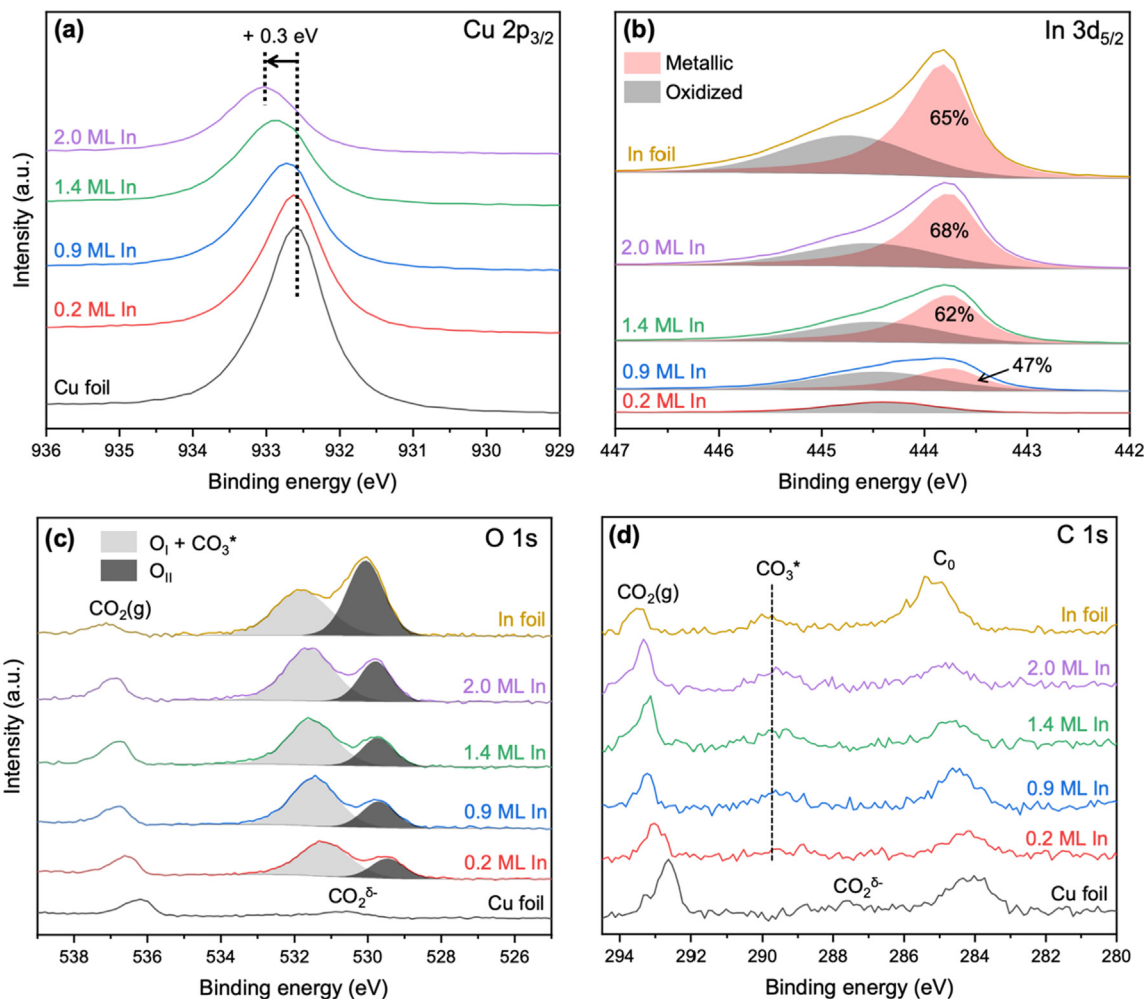 (a)
Cu 2p₃/₂
+ 0.3 eV
2.0 ML In
1.4 ML In
0.9 ML In
0.2 ML In
Cu foil
Intensity (a.u.)
936 935 934 933 932 931 930 929
Binding energy (eV)
(b)
In 3d₅/₂
Metallic
Oxidized
65%
In foil
68%
2.0 ML In
62%
1.4 ML In
47%
0.9 ML In
0.2 ML In
447 446 445 444 443 442
Binding energy (eV)
(c)
O 1s
O_I + CO₃*
O_II
CO₂(g)
In foil
2.0 ML In
1.4 ML In
0.9 ML In
0.2 ML In
CO₂^δ-
Cu foil
Intensity (a.u.)
538 536 534 532 530 528 526
Binding energy (eV)
(d)
C 1s
CO₂(g)
CO₃*
C₀
In foil
2.0 ML In
1.4 ML In
0.9 ML In
0.2 ML In
CO₂^δ-
Cu foil
294 292 290 288 286 284 282 280
Binding energy (eV)